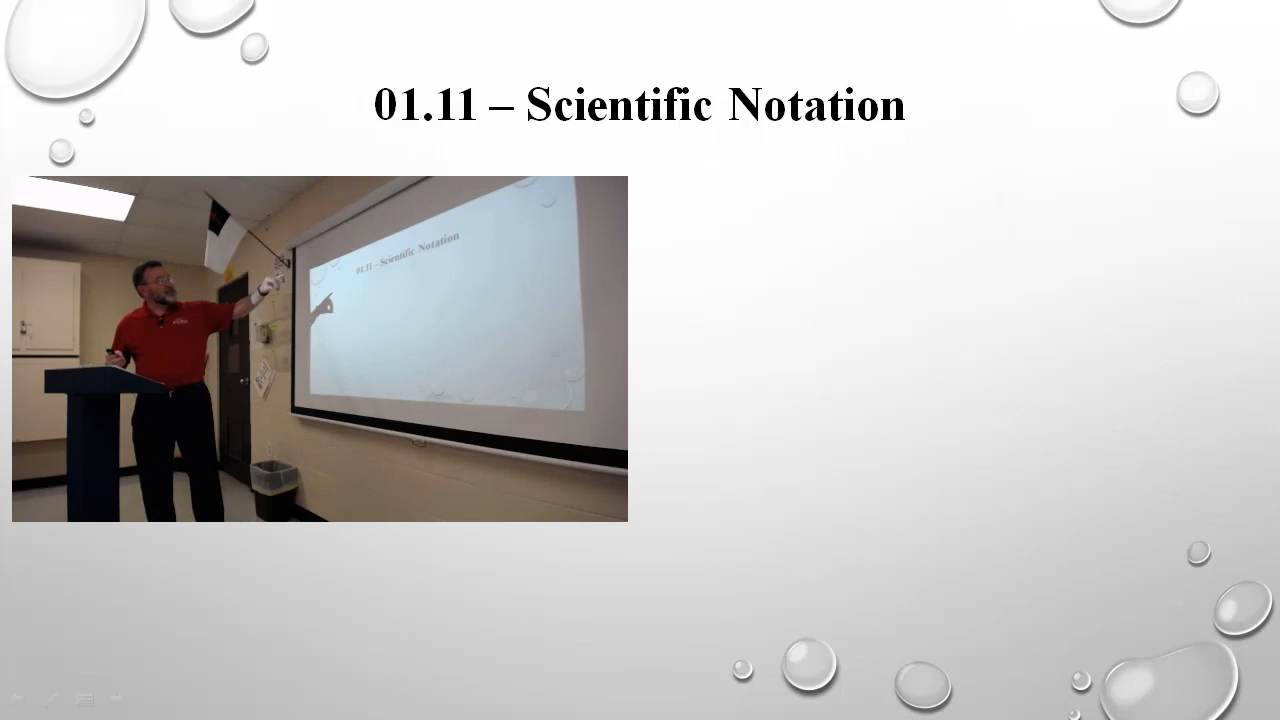 01.11 – Scientific Notation
01.11 – Scientific Notation